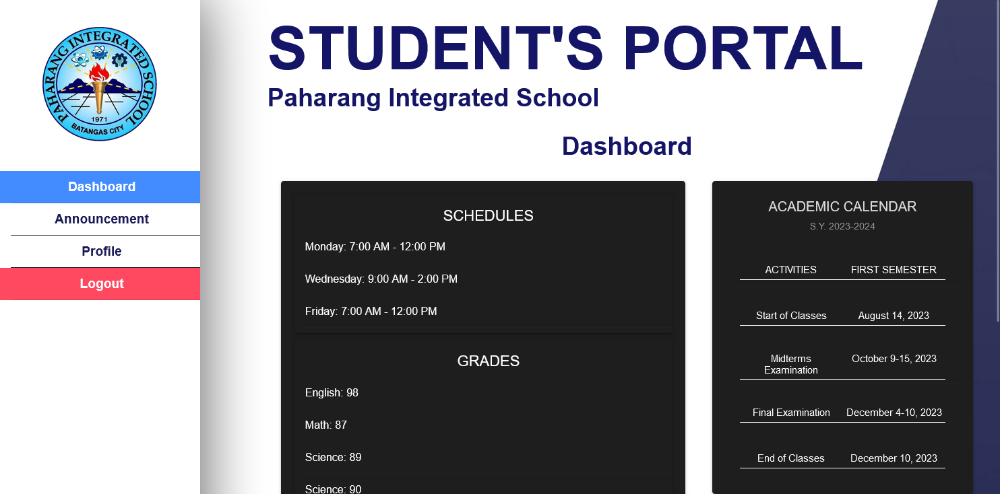 PAHARANG INTEGRATED SCHOOL
1971
BATANGAS CITY
Dashboard
Announcement
Profile
Logout
STUDENT'S PORTAL
Paharang Integrated School
Dashboard
SCHEDULES
Monday: 7:00 AM - 12:00 PM
Wednesday: 9:00 AM - 2:00 PM
Friday: 7:00 AM - 12:00 PM
GRADES
English: 98
Math: 87
Science: 89
Science: 90
ACADEMIC CALENDAR
S.Y. 2023-2024
ACTIVITIES FIRST SEMESTER
Start of Classes August 14, 2023
Midterms October 9-15, 2023
Examination
Final Examination December 4-10, 2023
End of Classes December 10, 2023